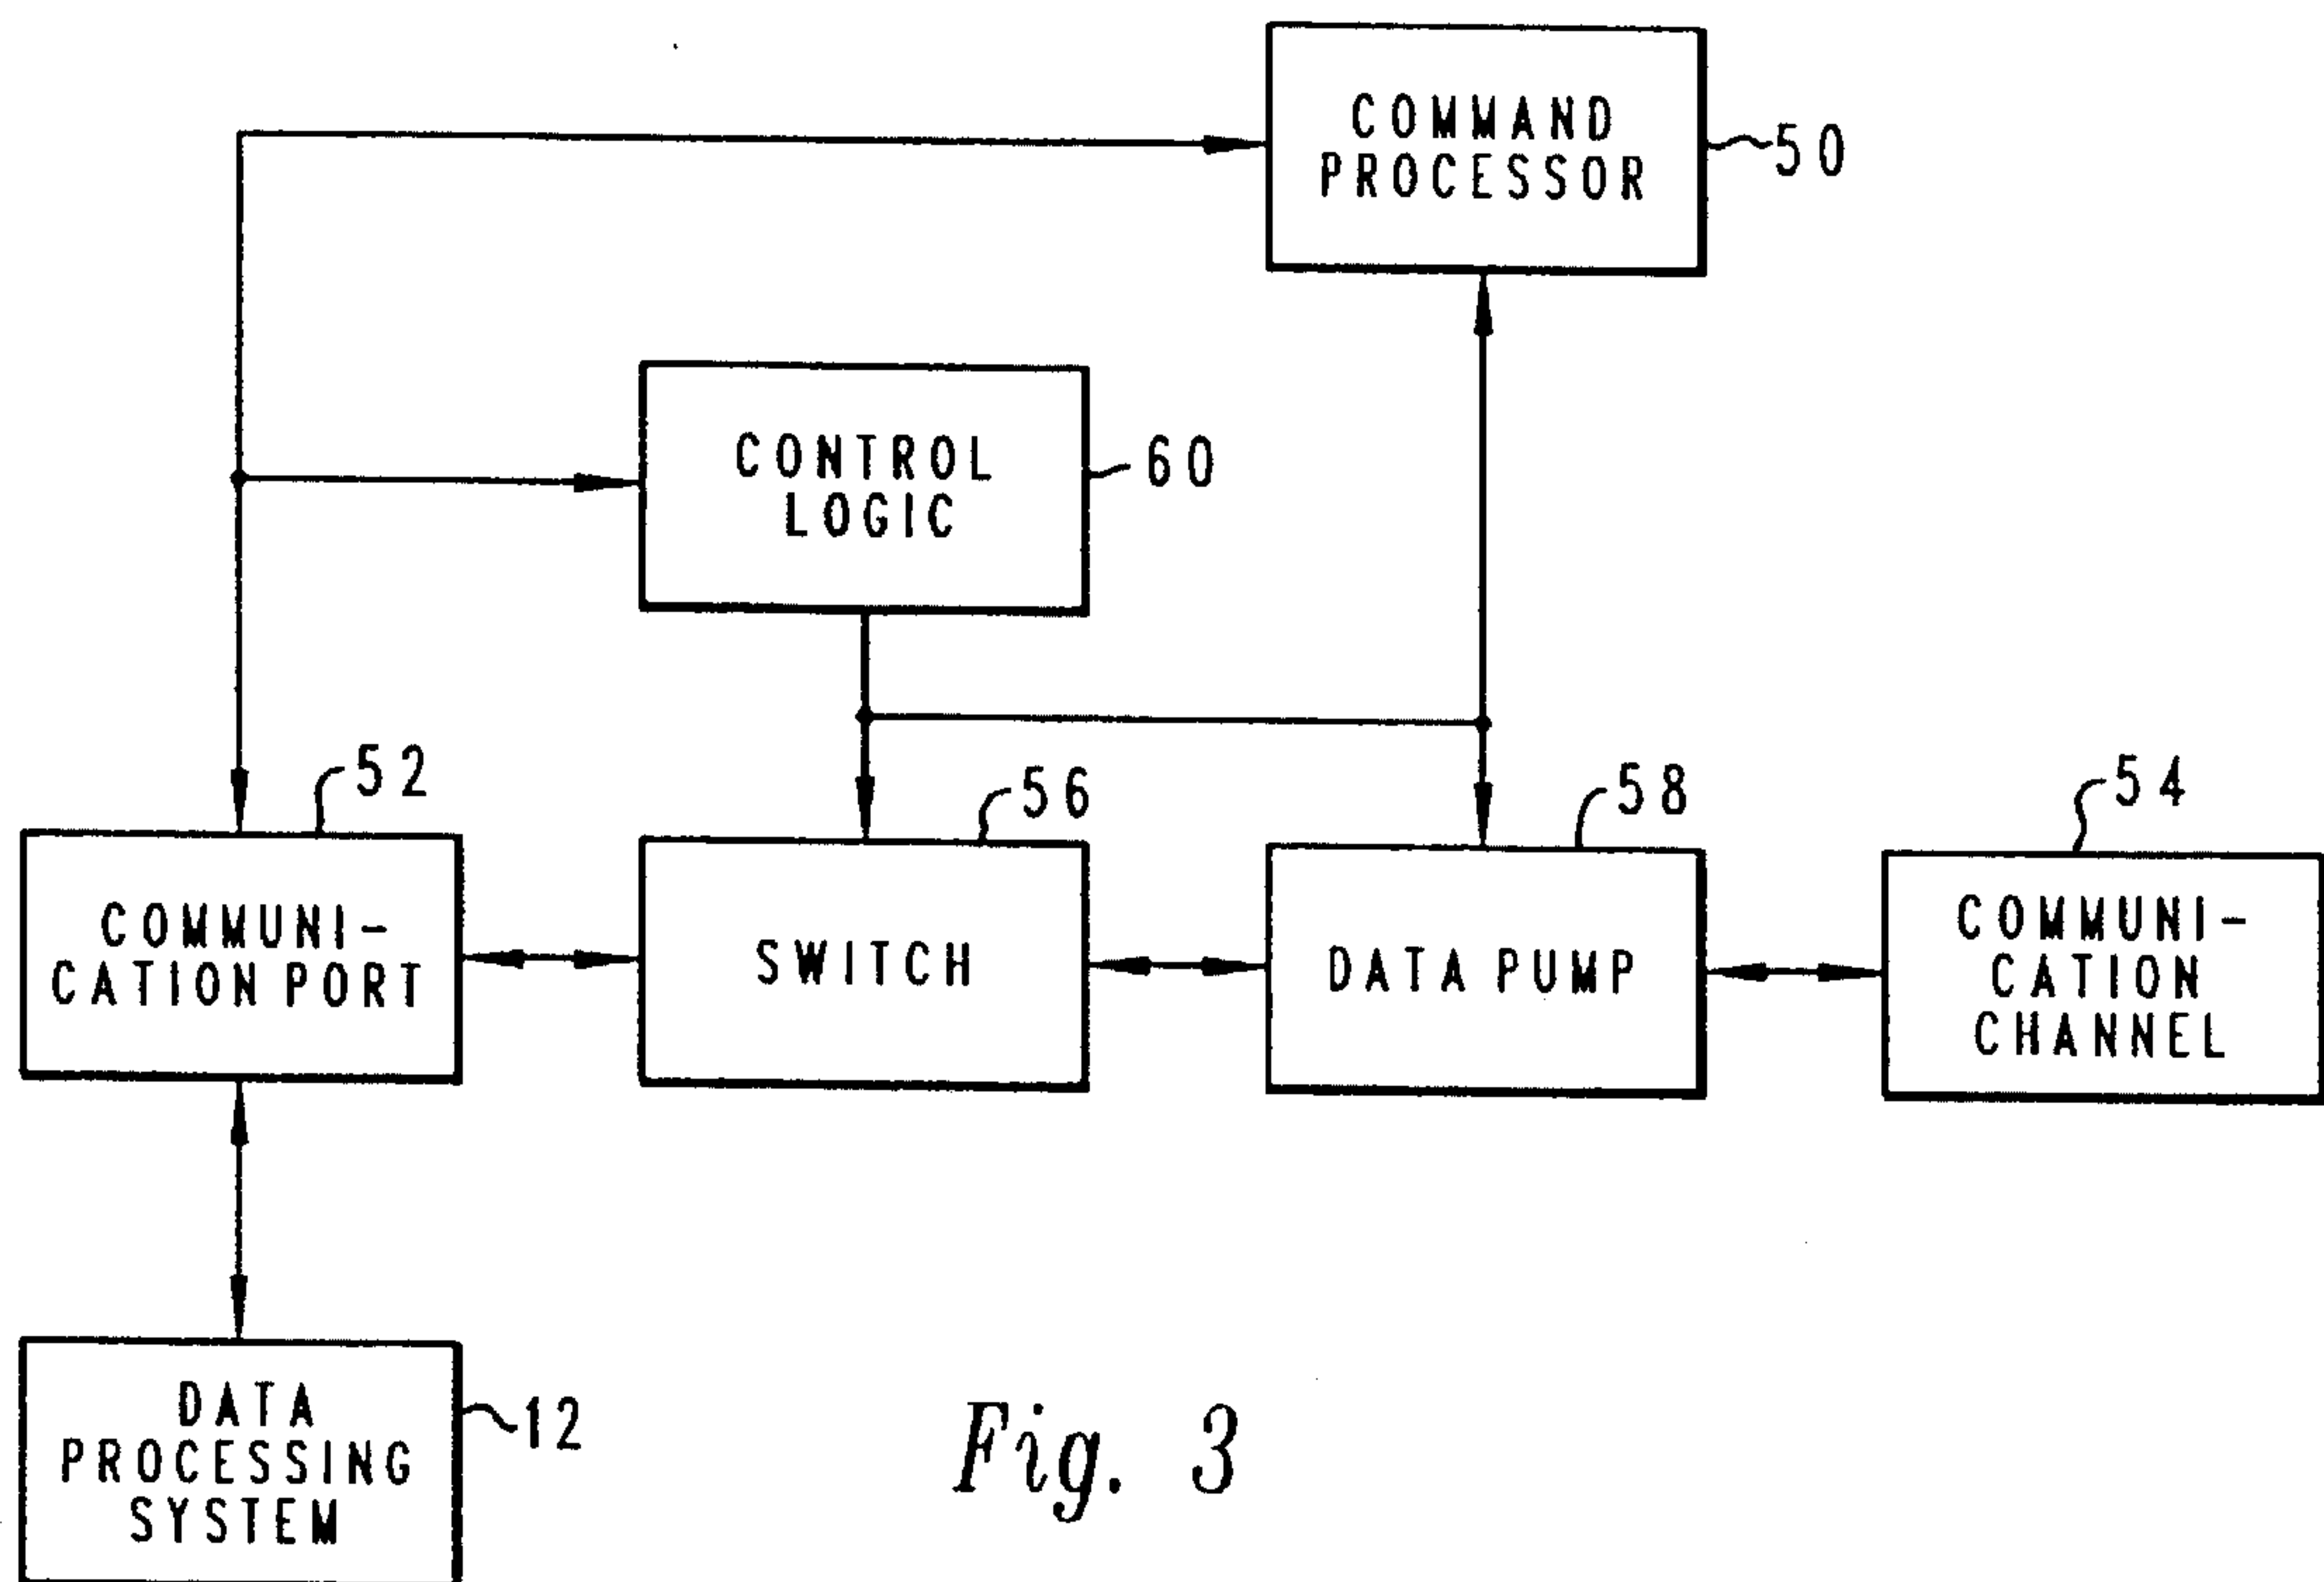 COMMAND
PROCESSOR
50
CONTROL
LOGIC
60
52
56
58
54
COMMUNI-
CATION PORT
SWITCH
DATA PUMP
COMMUNI-
CATION
CHANNEL
DATA
PROCESSING
SYSTEM
12
Fig. 3